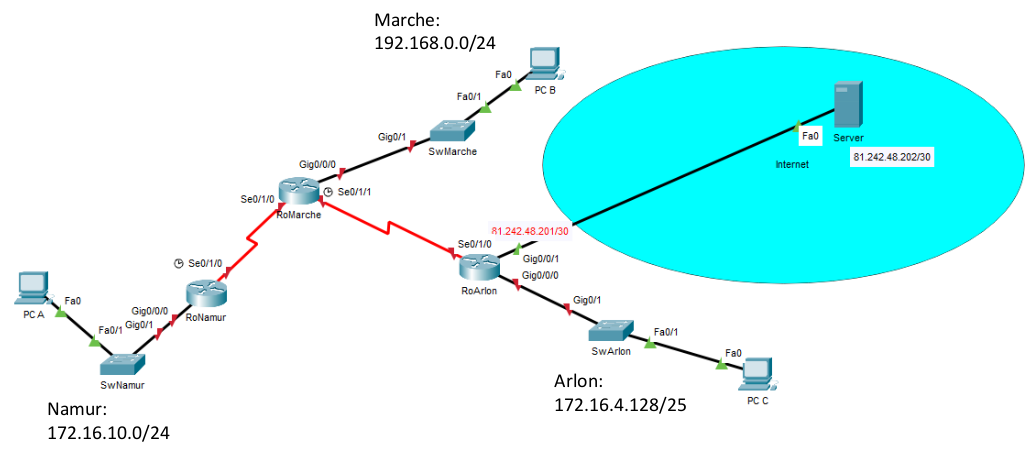 Marche:
192.168.0.0/24
Fa0
PC B
Fa0/1
Gig0/1
SwMarche
Gig0/0/0
Se0/1/0
Se0/1/1
RoMarche
Fa0
Server
Internet
81.242.48.202/30
81.242.48.201/30
Se0/1/0
Gig0/0/1
Gig0/0/0
RoArlon
Se0/1/0
RoNamur
Gig0/0/0
Gig0/1
Fa0
PC A
Fa0/1
SwNamur
Gig0/1
SwArlon
Fa0/1
Fa0
PC C
Arlon:
172.16.4.128/25
Namur:
172.16.10.0/24